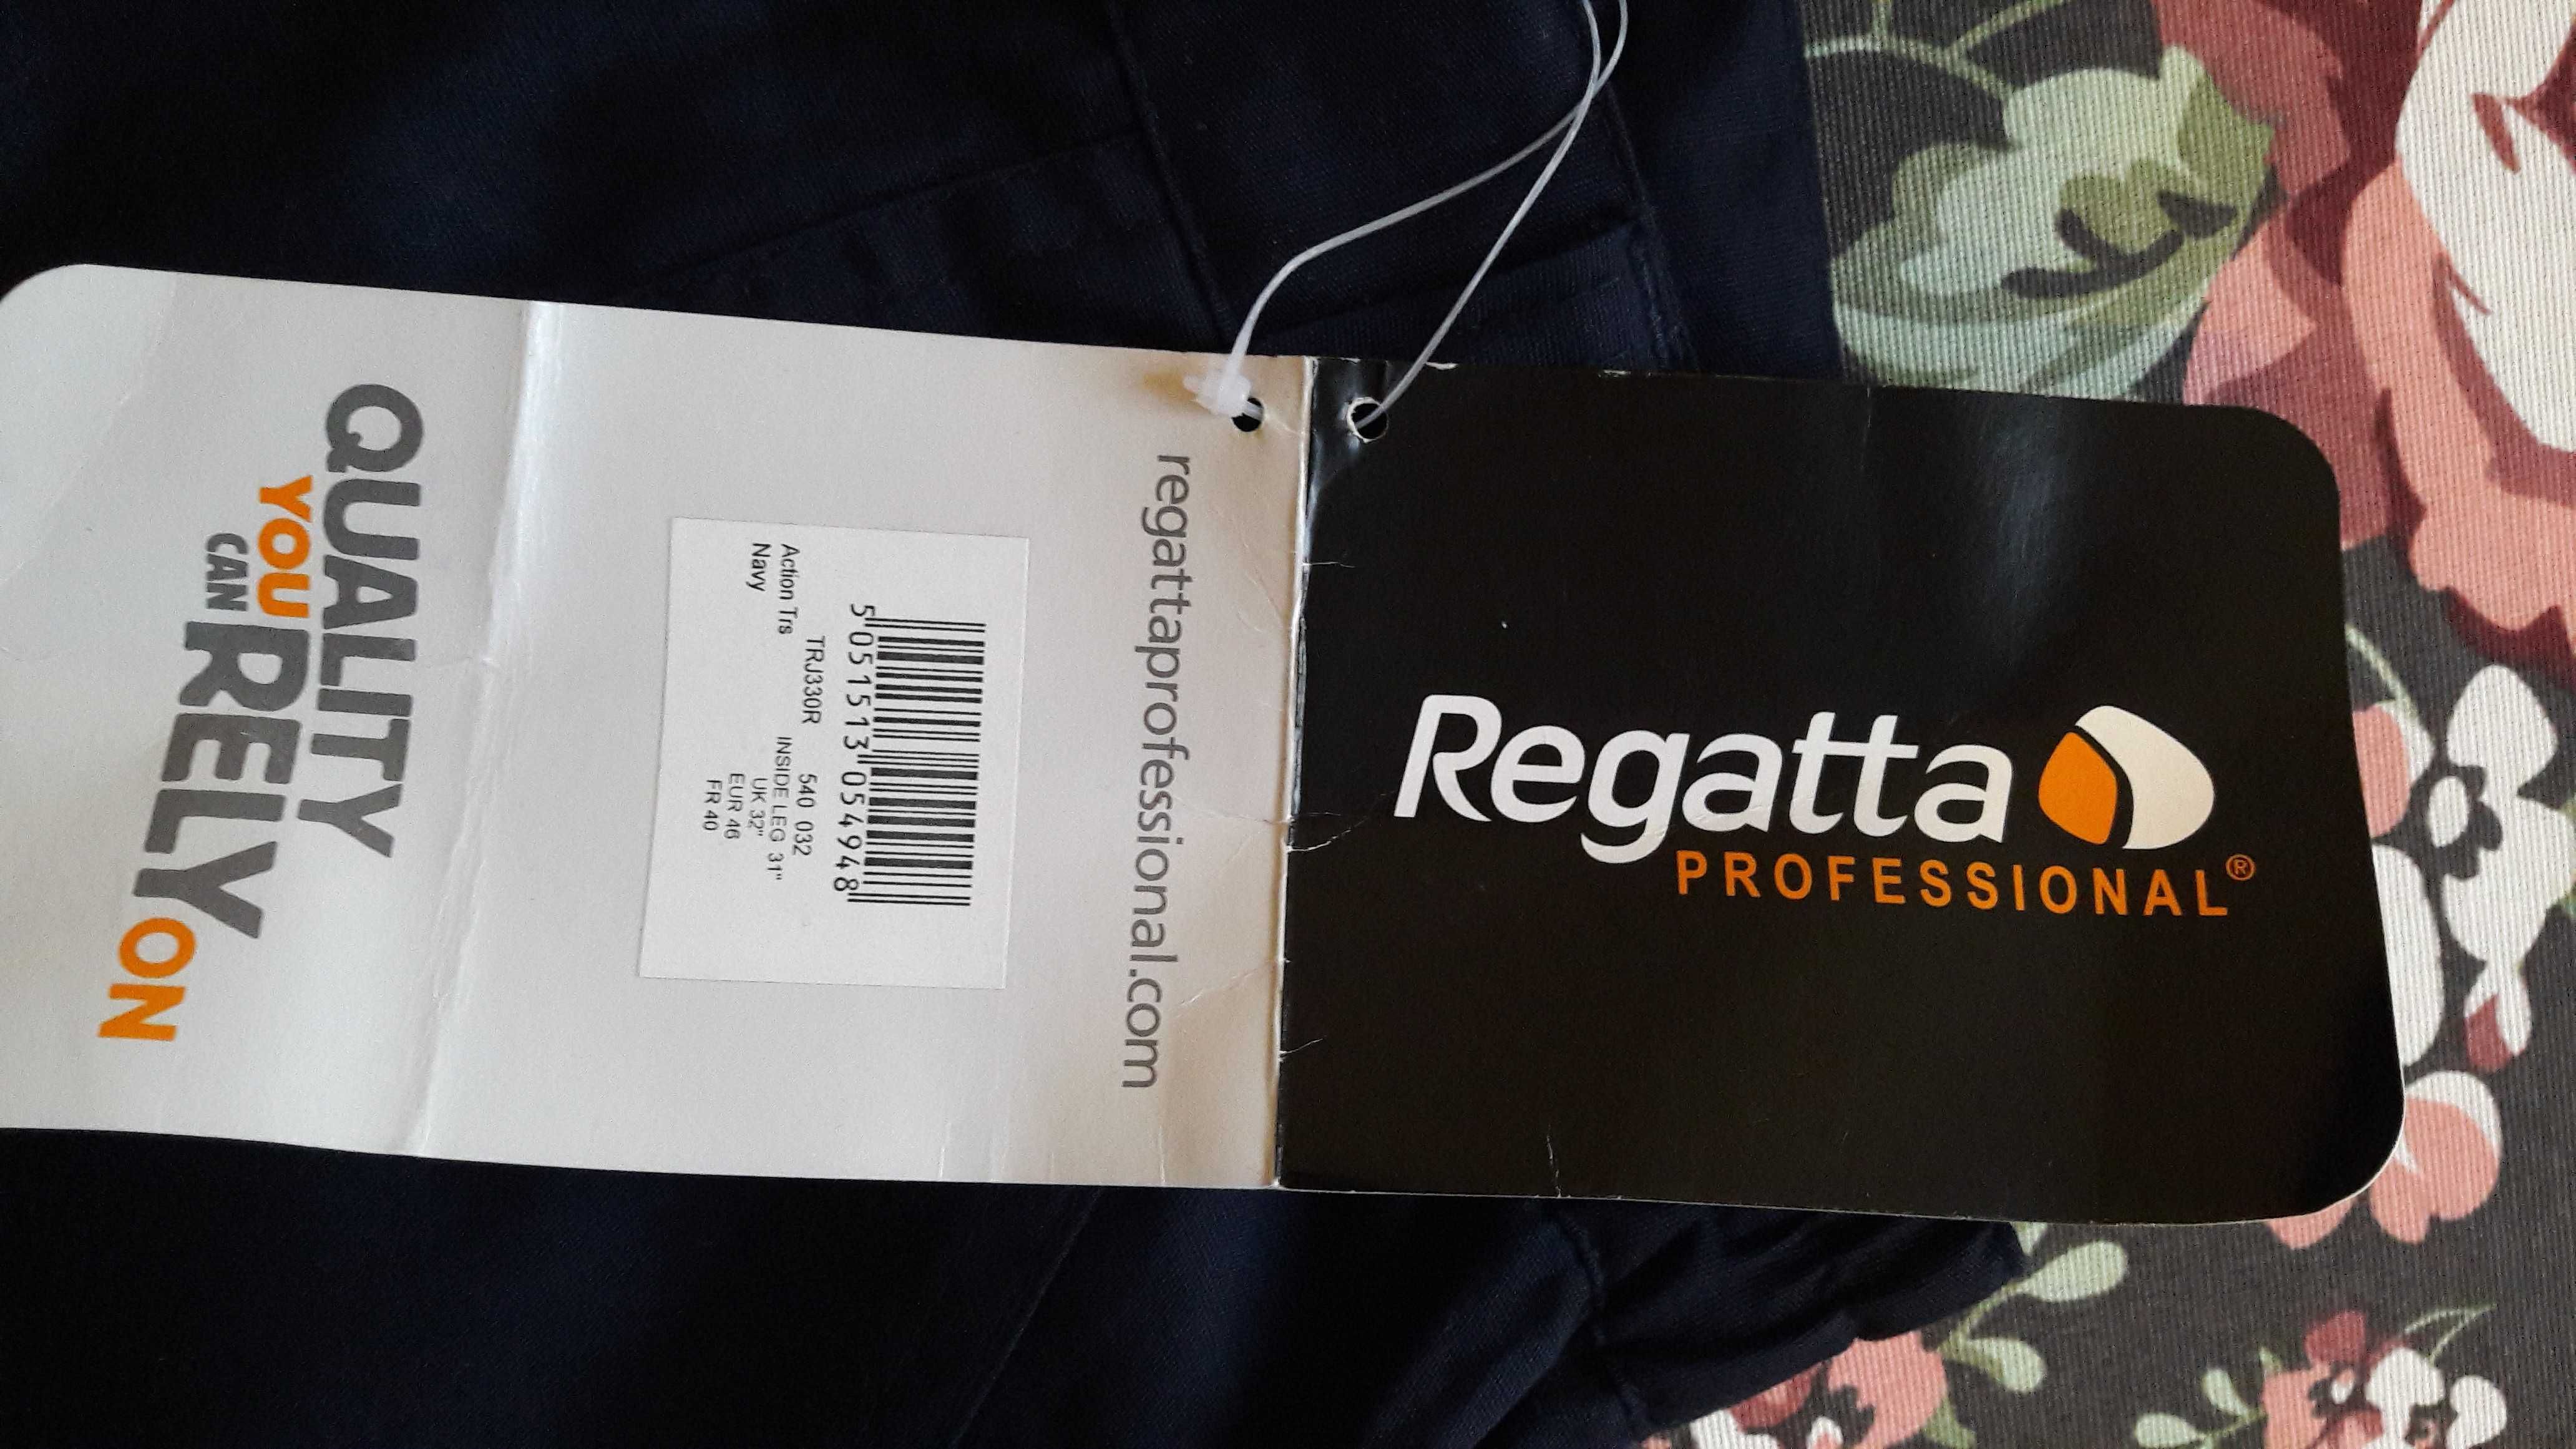 Regatta
PROFESSIONAL®
regattaprofessional.com
5 051513 054948
TRJ330R 540 032
Action Trs INSIDE LEG 31"
Navy UK 32"
EUR 46
FR 40
QUALITY
YOU
CAN RELY ON